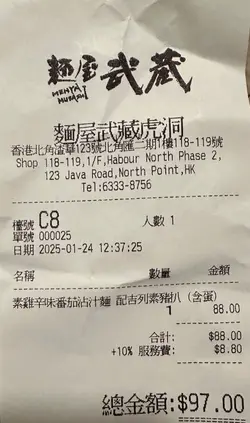 麵屋武蔵
MENYA
MUSASHI
麵屋武藏虎洞
香港北角渣華123號北角匯二期1樓118-119號
Shop 118-119,1/F,Habour North Phase 2,
123 Java Road,North Point,HK
Tel:6333-8756
檯號 C8 人數 1
單號 000025
日期 2025-01-24 12:37:25
名稱 數量 金額
素雞辛味番茄沾汁麵 配吉列素豬扒 (含蛋)
1 88.00
合計: $88.00
+10% 服務費: $8.80
總金額:$97.00